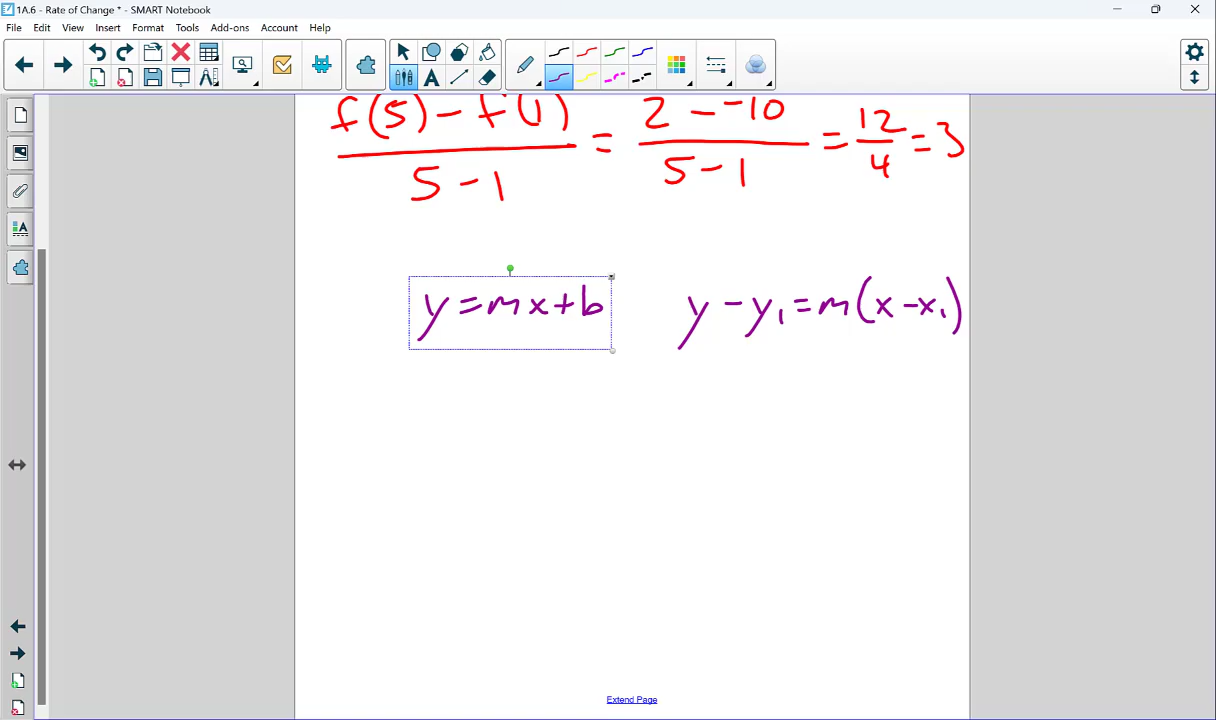 1A.6 - Rate of Change * - SMART Notebook
File Edit View Insert Format Tools Add-ons Account Help
f(5) - f(1) / 5 - 1 = 2 - -10 / 5 - 1 = 12/4 = 3
y = mx + b
y - y₁ = m(x - x₁)
Extend Page